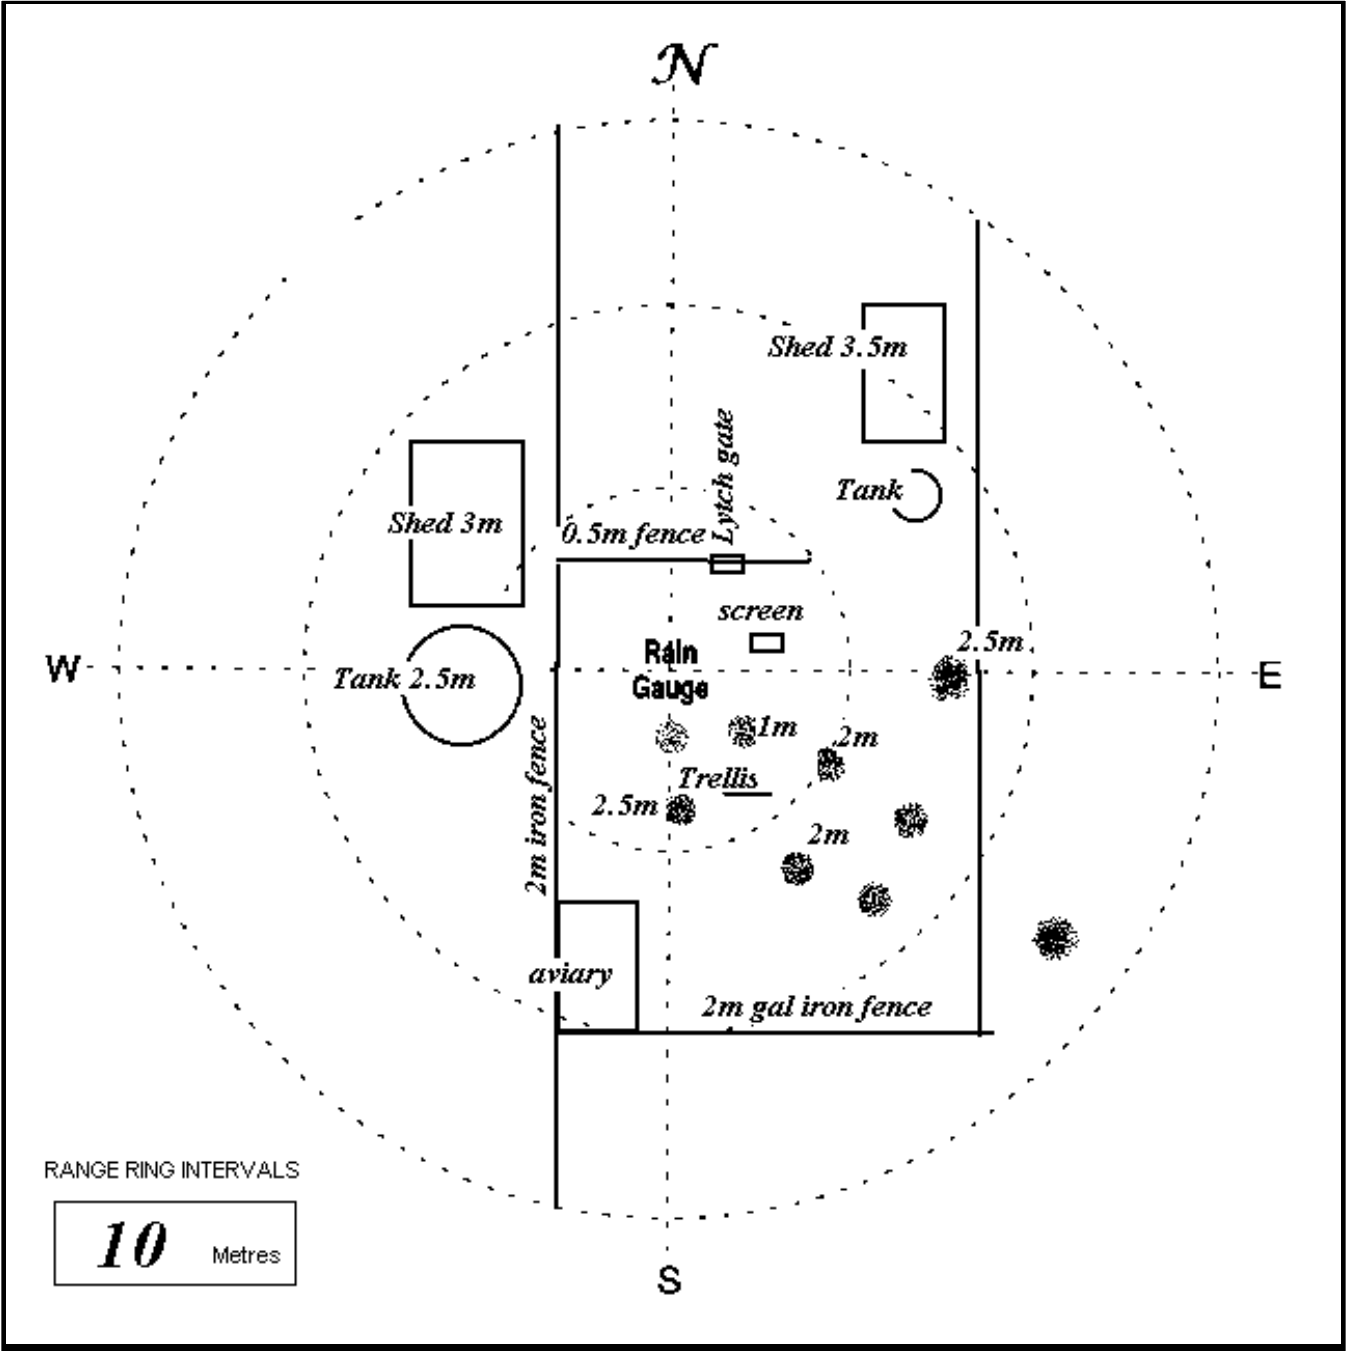 N
Shed 3.5m
Lytch gate
Tank
Shed 3m
0.5m fence
screen
2.5m
Rain
Gauge
W
E
Tank 2.5m
1m
2m
2m iron fence
Trellis
2.5m
2m
aviary
2m gal iron fence
RANGE RING INTERVALS
10 Metres
S